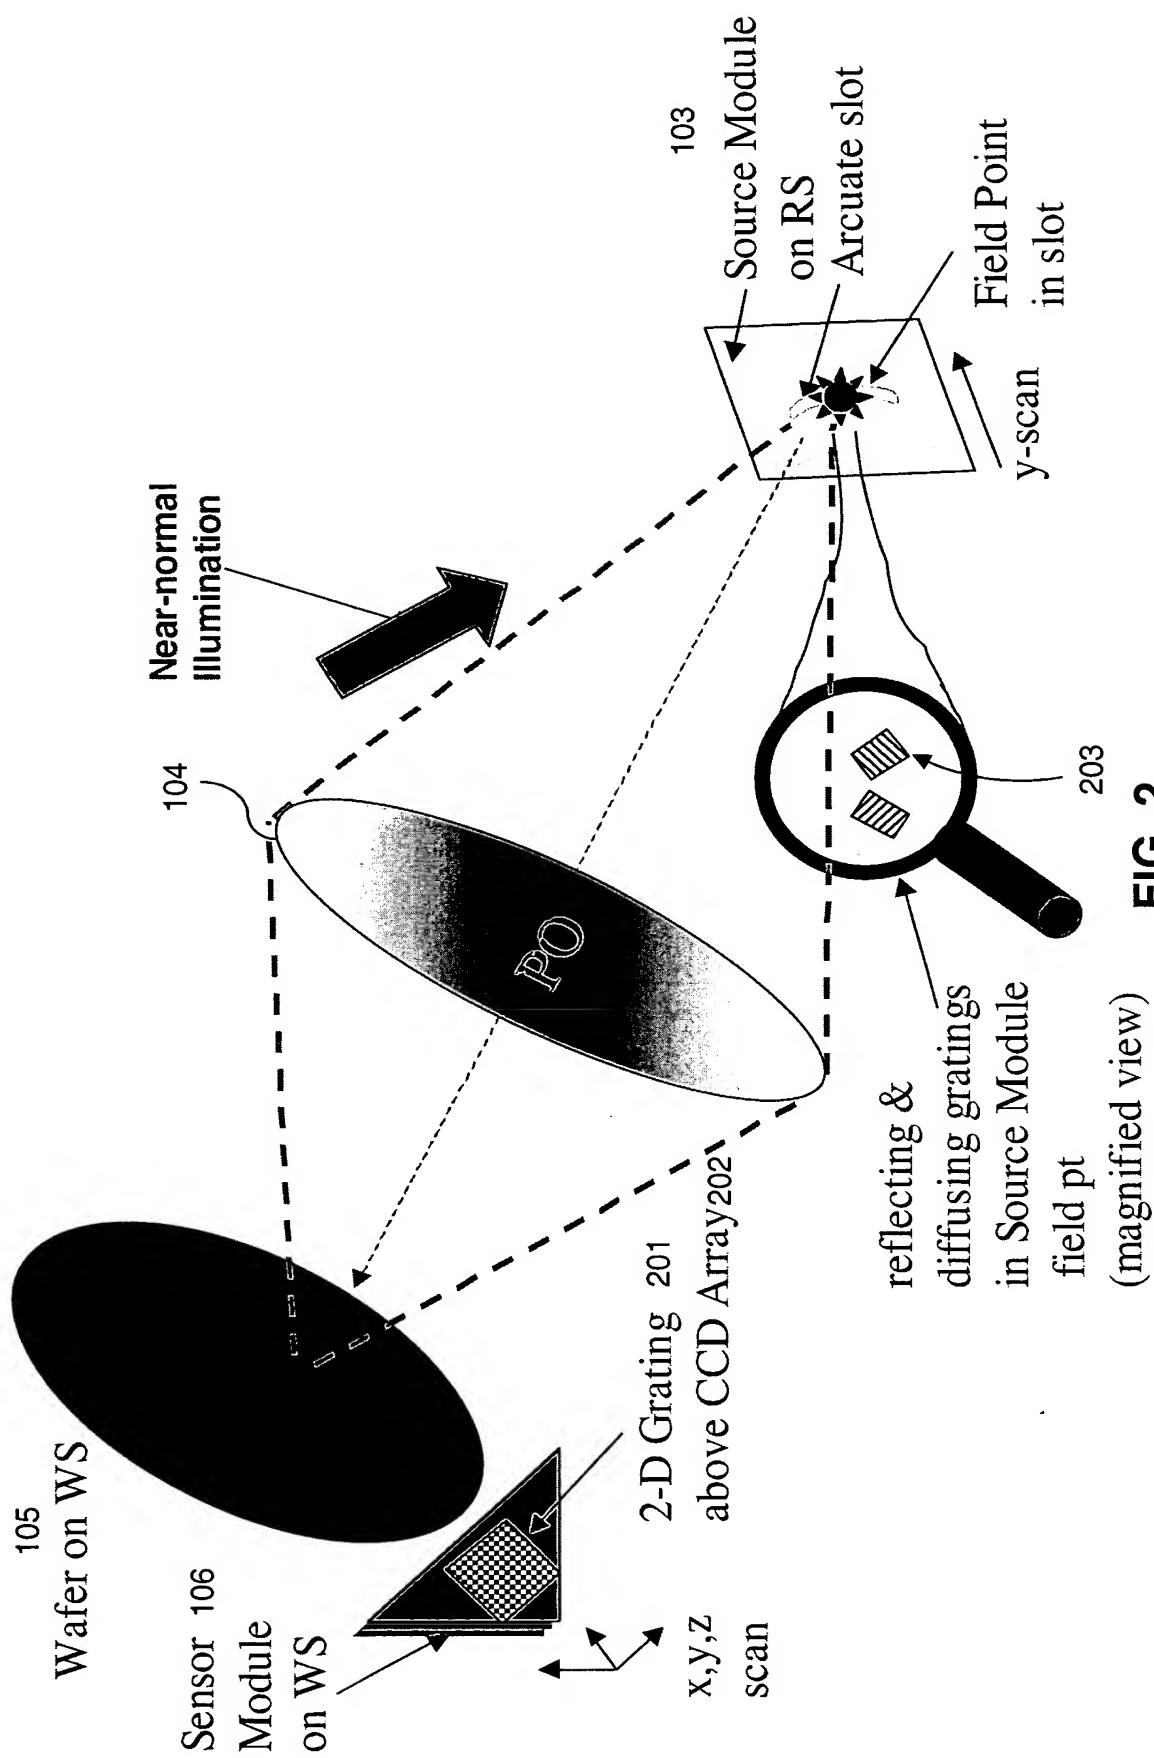 105
Wafer on WS
Sensor 106
Module
on WS
x,y,z
scan
2-D Grating 201
above CCD Array202
104
PO
Near-normal
Illumination
reflecting &
diffusing gratings
in Source Module
field pt
(magnified view)
203
103
Source Module
on RS
Arcuate slot
Field Point
in slot
y-scan